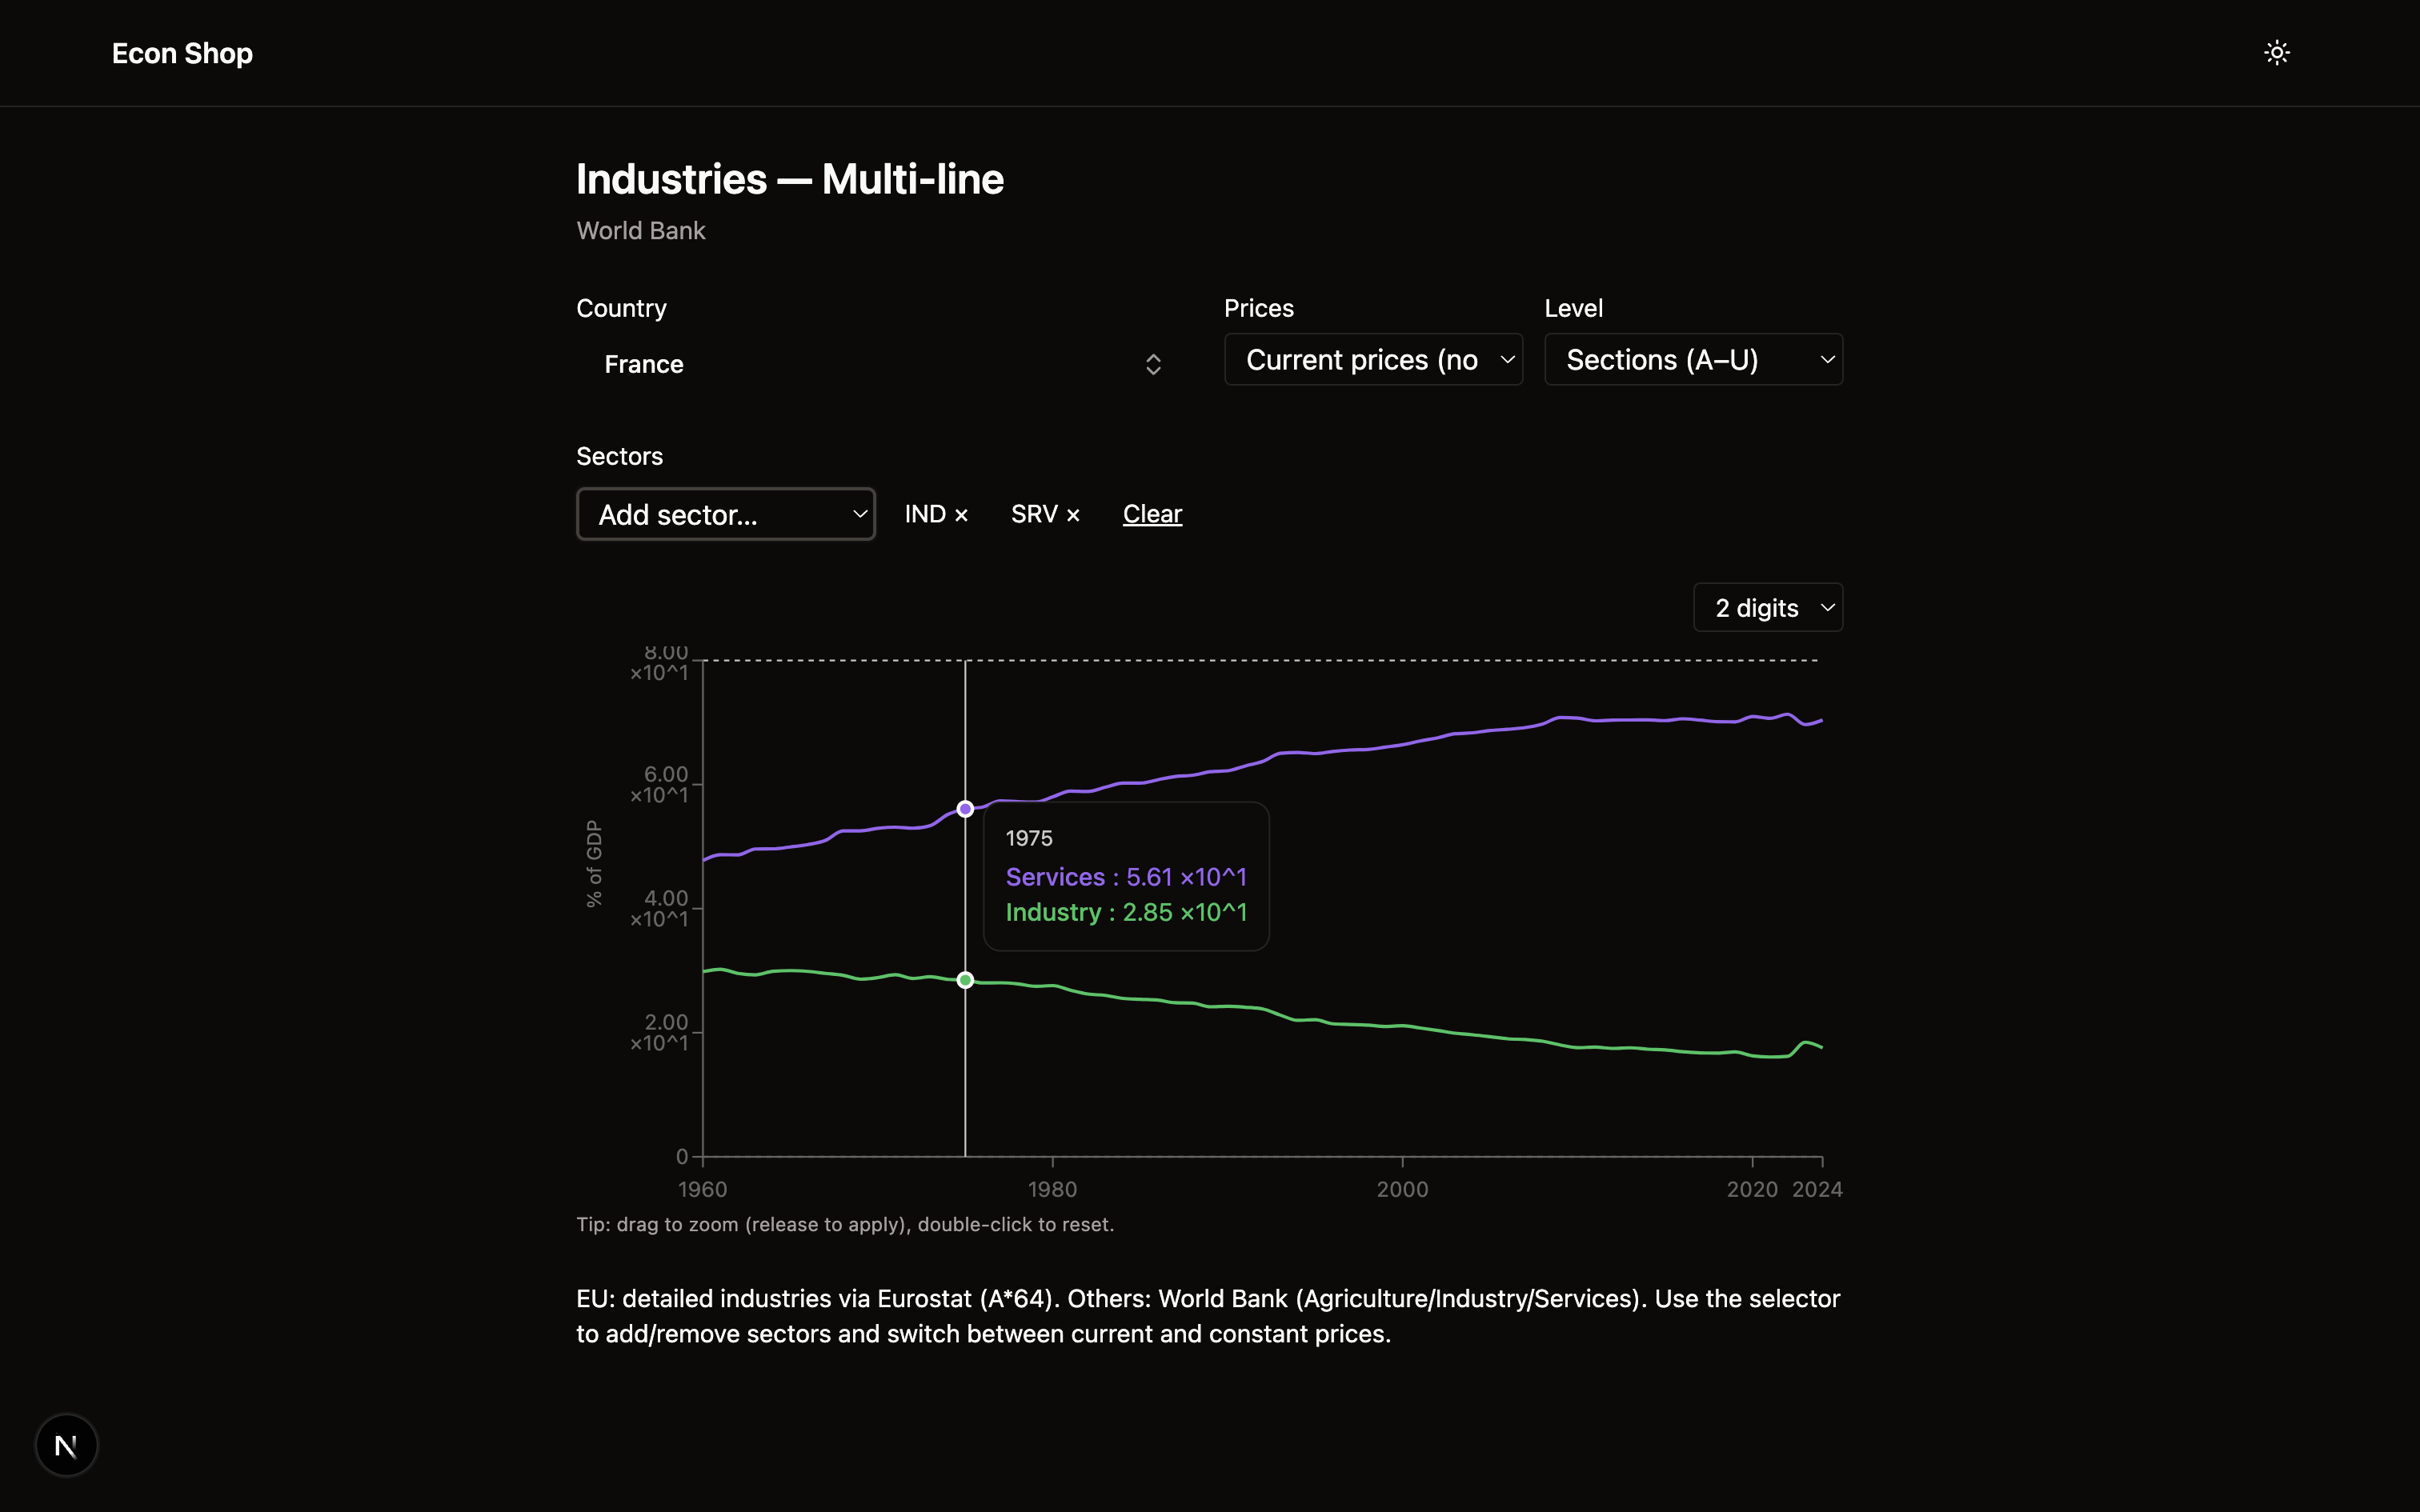 Econ Shop
Industries — Multi-line
World Bank
Country
Prices
Level
France
Current prices (no
Sections (A–U)
Sectors
Add sector...
IND ×
SRV ×
Clear
2 digits
8.00
×10^1
6.00
×10^1
4.00
×10^1
2.00
×10^1
0
% of GDP
1975
Services : 5.61 ×10^1
Industry : 2.85 ×10^1
1960
1980
2000
2020
2024
Tip: drag to zoom (release to apply), double-click to reset.
EU: detailed industries via Eurostat (A*64). Others: World Bank (Agriculture/Industry/Services). Use the selector
to add/remove sectors and switch between current and constant prices.
N